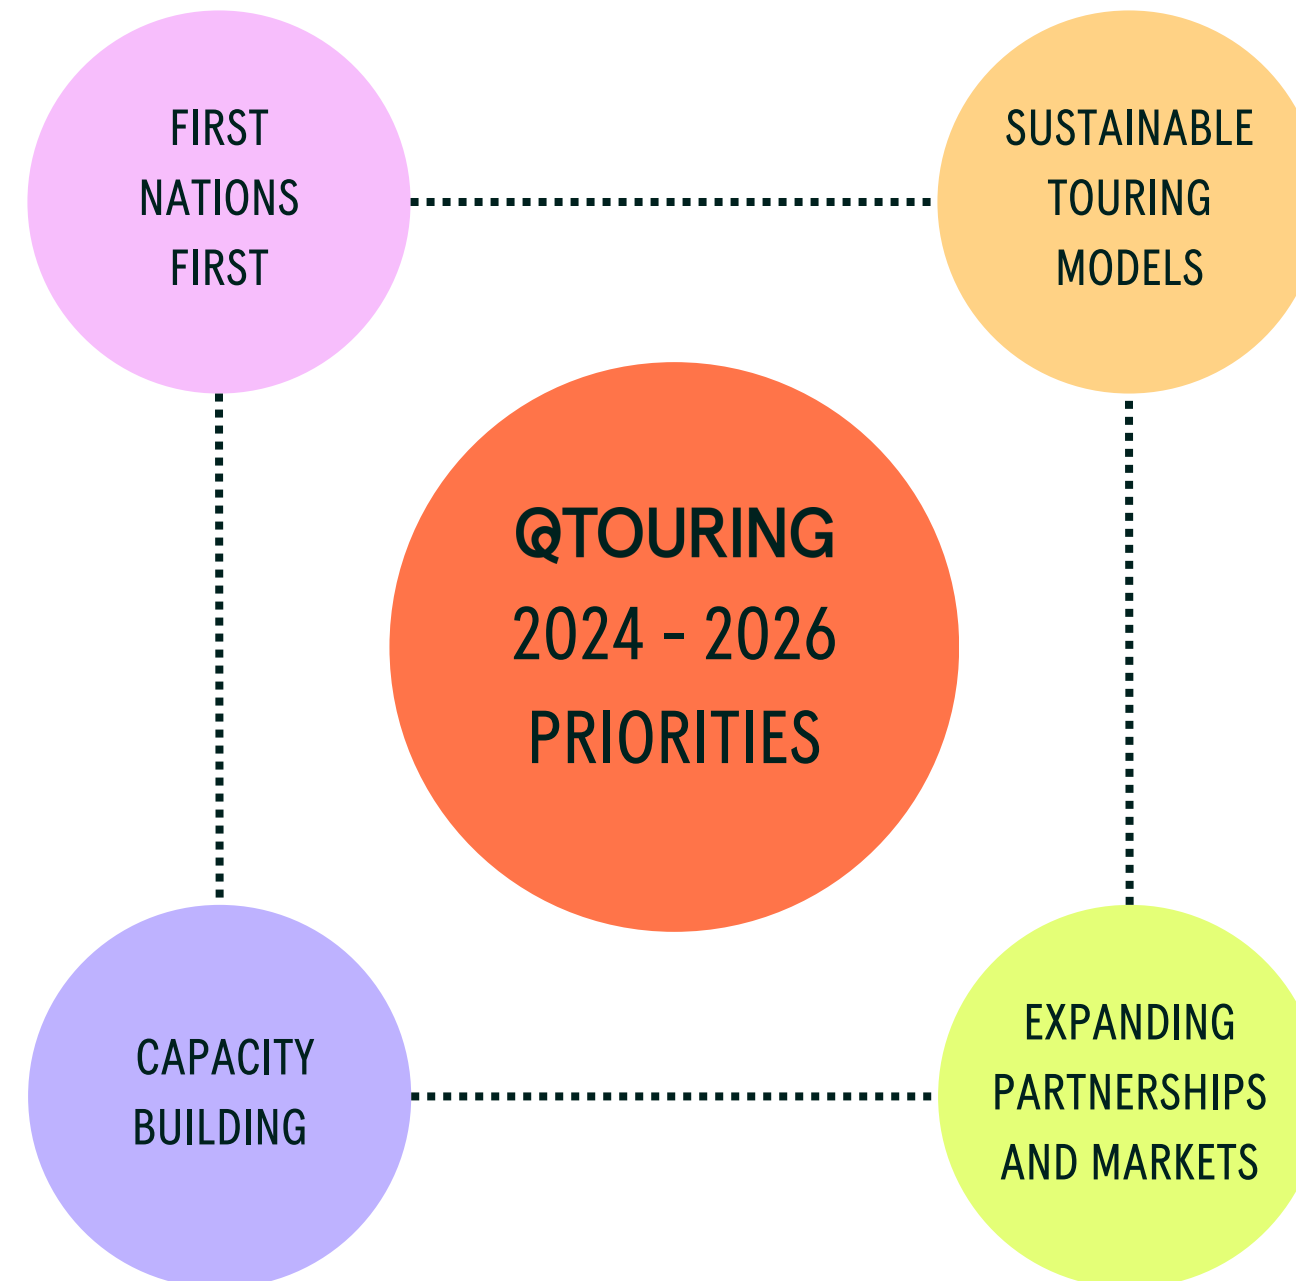 FIRST
NATIONS
FIRST
SUSTAINABLE
TOURING
MODELS
QTOURING
2024 - 2026
PRIORITIES
CAPACITY
BUILDING
EXPANDING
PARTNERSHIPS
AND MARKETS